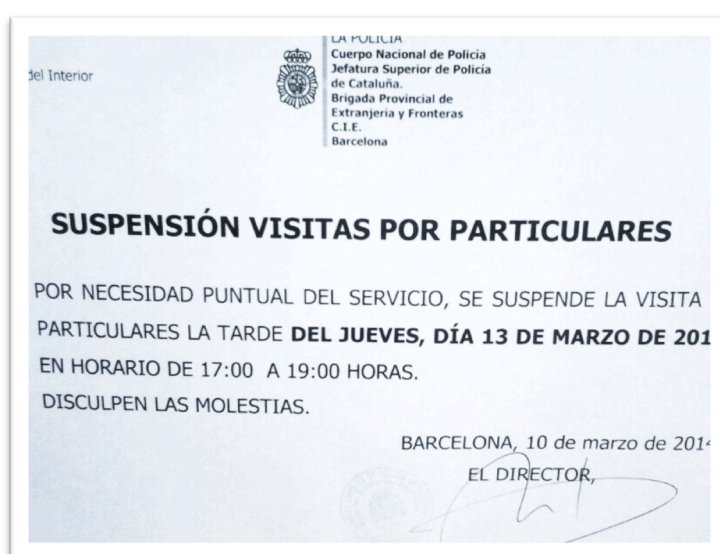 LA POLICIA
Cuerpo Nacional de Policía
Jefatura Superior de Policía
de Cataluña.
Brigada Provincial de
Extranjería y Fronteras
C.I.E.
Barcelona
del Interior
SUSPENSIÓN VISITAS POR PARTICULARES
POR NECESIDAD PUNTUAL DEL SERVICIO, SE SUSPENDE LA VISITA
PARTICULARES LA TARDE DEL JUEVES, DÍA 13 DE MARZO DE 201
EN HORARIO DE 17:00 A 19:00 HORAS.
DISCULPEN LAS MOLESTIAS.
BARCELONA, 10 de marzo de 2014
EL DIRECTOR,